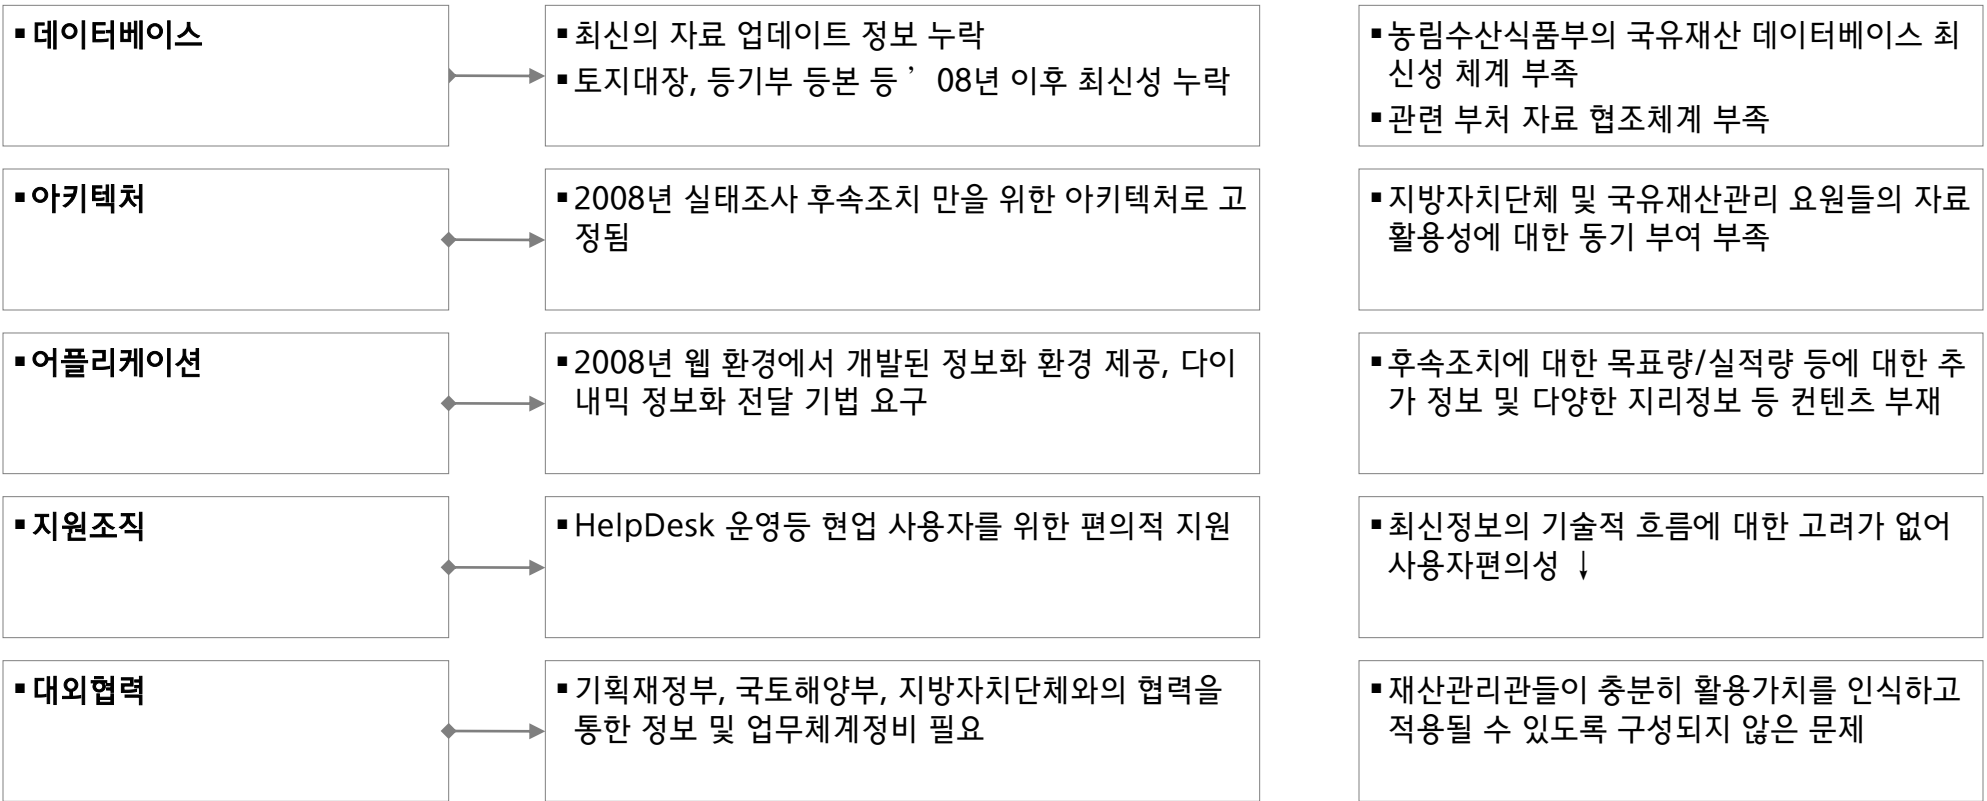 ▪데이터베이스
▪최신의 자료 업데이트 정보 누락
▪토지대장, 등기부 등본 등 ’08년 이후 최신성 누락
▪농림수산식품부의 국유재산 데이터베이스 최
신성 체계 부족
▪관련 부처 자료 협조체계 부족
▪아키텍처
▪2008년 실태조사 후속조치 만을 위한 아키텍처로 고
정됨
▪지방자치단체 및 국유재산관리 요원들의 자료
활용성에 대한 동기 부여 부족
▪어플리케이션
▪2008년 웹 환경에서 개발된 정보화 환경 제공, 다이
내믹 정보화 전달 기법 요구
▪후속조치에 대한 목표량/실적량 등에 대한 추
가 정보 및 다양한 지리정보 등 컨텐츠 부재
▪지원조직
▪HelpDesk 운영등 현업 사용자를 위한 편의적 지원
▪최신정보의 기술적 흐름에 대한 고려가 없어
사용자편의성 ↓
▪대외협력
▪기획재정부, 국토해양부, 지방자치단체와의 협력을
통한 정보 및 업무체계정비 필요
▪재산관리관들이 충분히 활용가치를 인식하고
적용될 수 있도록 구성되지 않은 문제